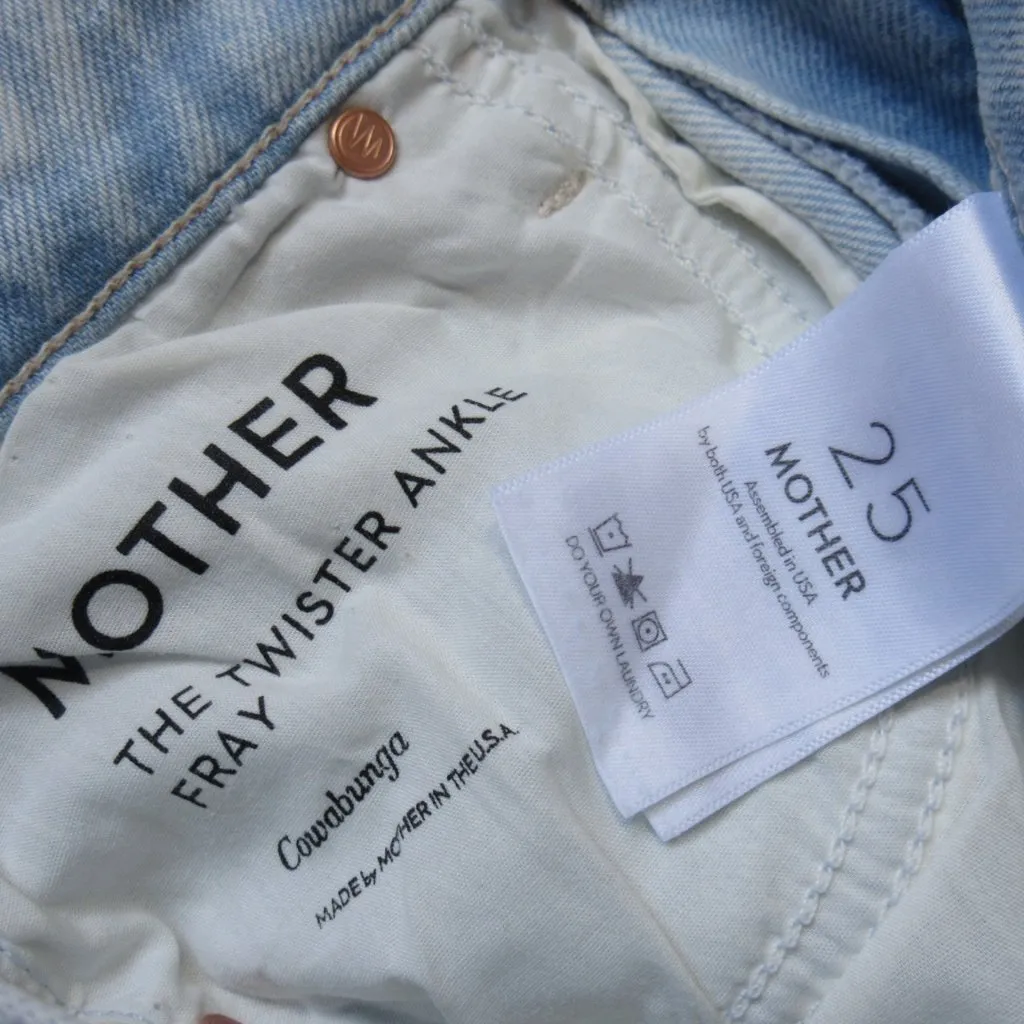 MOTHER
THE TWISTER ANKLE
FRAY
Cowabunga
MADE by MOTHER IN THE U.S.A.
25
MOTHER
Assembled in USA
by both USA and foreign components
DO YOUR OWN LAUNDRY